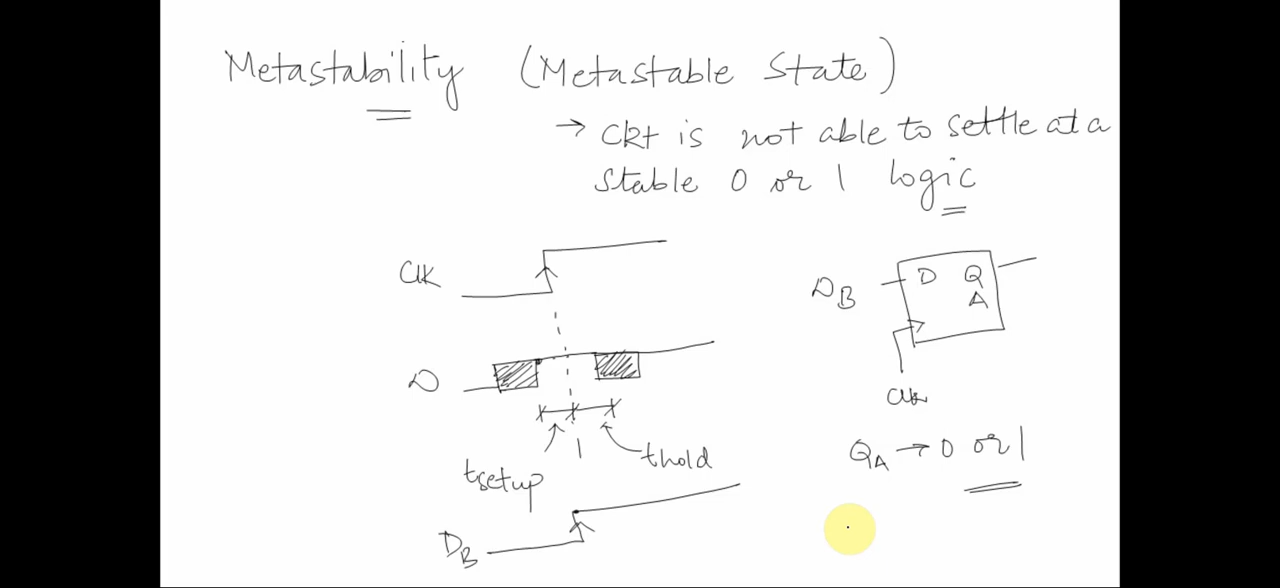 Metastability (Metastable State)
→ Ckt is not able to settle at a
stable 0 or 1 logic
Clk
D
tsetup
thold
DB
DB
D Q
A
Clk
QA → 0 or 1